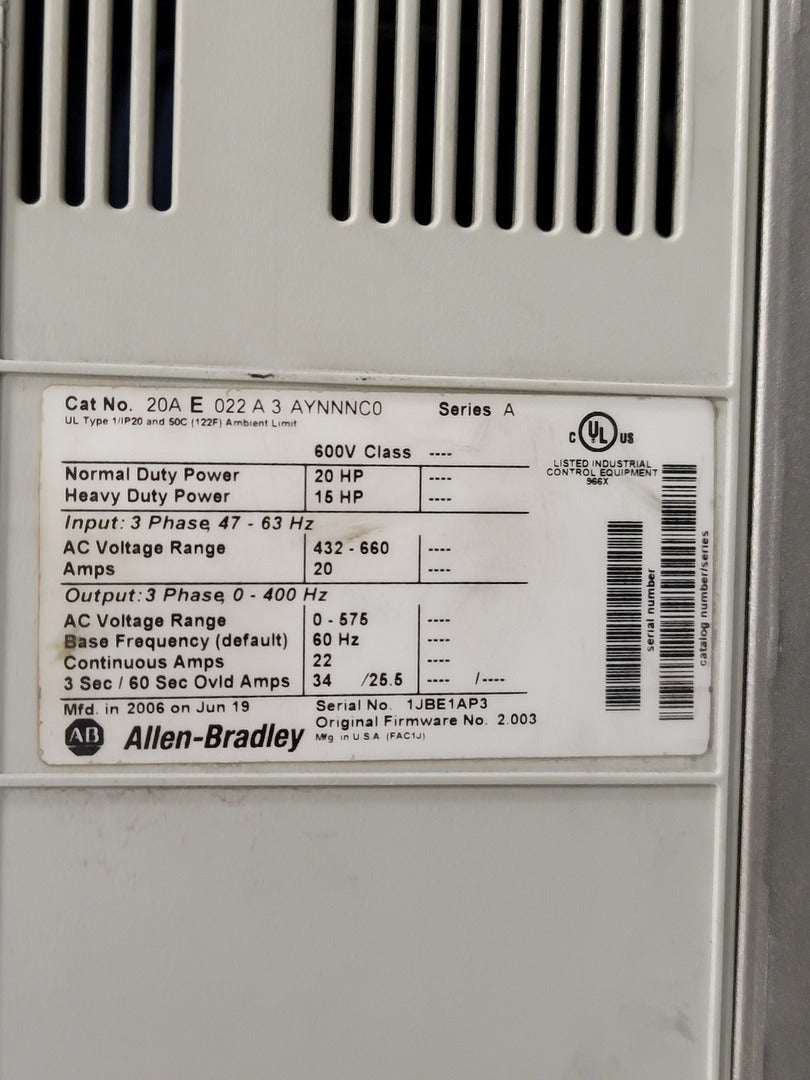 Cat No. 20A E 022 A 3 AYNNNC0 Series A
UL Type 1/IP20 and 50C (122F) Ambient Limit
600V Class ----
Normal Duty Power 20 HP ----
Heavy Duty Power 15 HP ----
Input: 3 Phase, 47 - 63 Hz
AC Voltage Range 432 - 660 ----
Amps 20 ----
Output: 3 Phase, 0 - 400 Hz
AC Voltage Range 0 - 575 ----
Base Frequency (default) 60 Hz ----
Continuous Amps 22 ----
3 Sec / 60 Sec Ovld Amps 34 /25.5 ---- /----
Mfd. in 2006 on Jun 19 Serial No. 1JBE1AP3
Original Firmware No. 2.003
AB Allen-Bradley Mfg in U.S.A (FAC1J)
C UL US
LISTED INDUSTRIAL
CONTROL EQUIPMENT
966X
serial number
catalog number/series